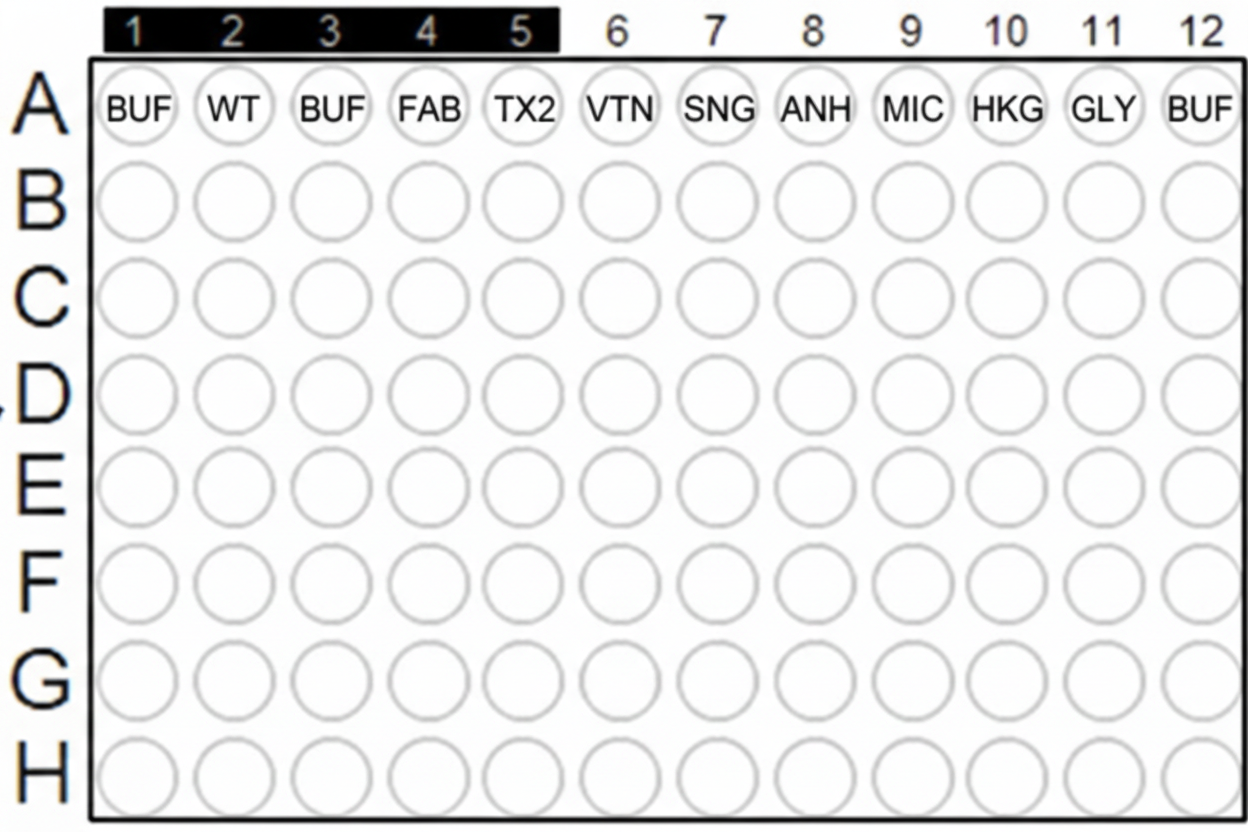 1 2 3 4 5 6 7 8 9 10 11 12
A BUF WT BUF FAB TX2 VTN SNG ANH MIC HKG GLY BUF
B
C
D
E
F
G
H